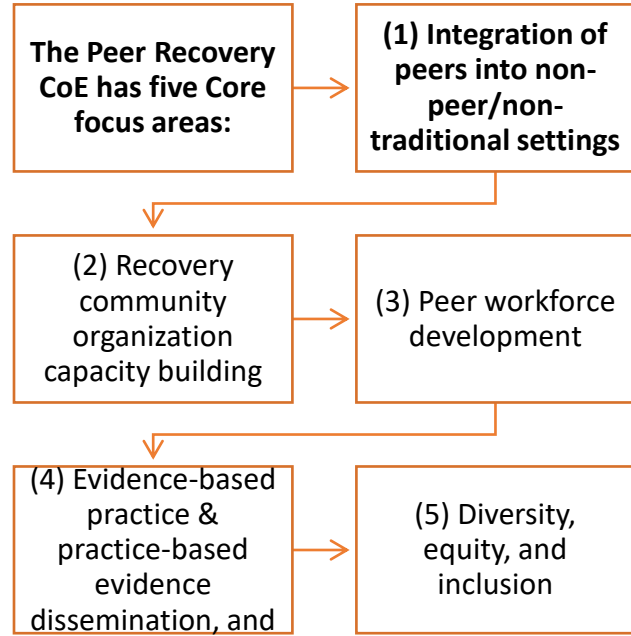 The Peer Recovery
CoE has five Core
focus areas:
(1) Integration of
peers into non-
peer/non-
traditional settings
(2) Recovery
community
organization
capacity building
(3) Peer workforce
development
(4) Evidence-based
practice &
practice-based
evidence
dissemination, and
(5) Diversity,
equity, and
inclusion